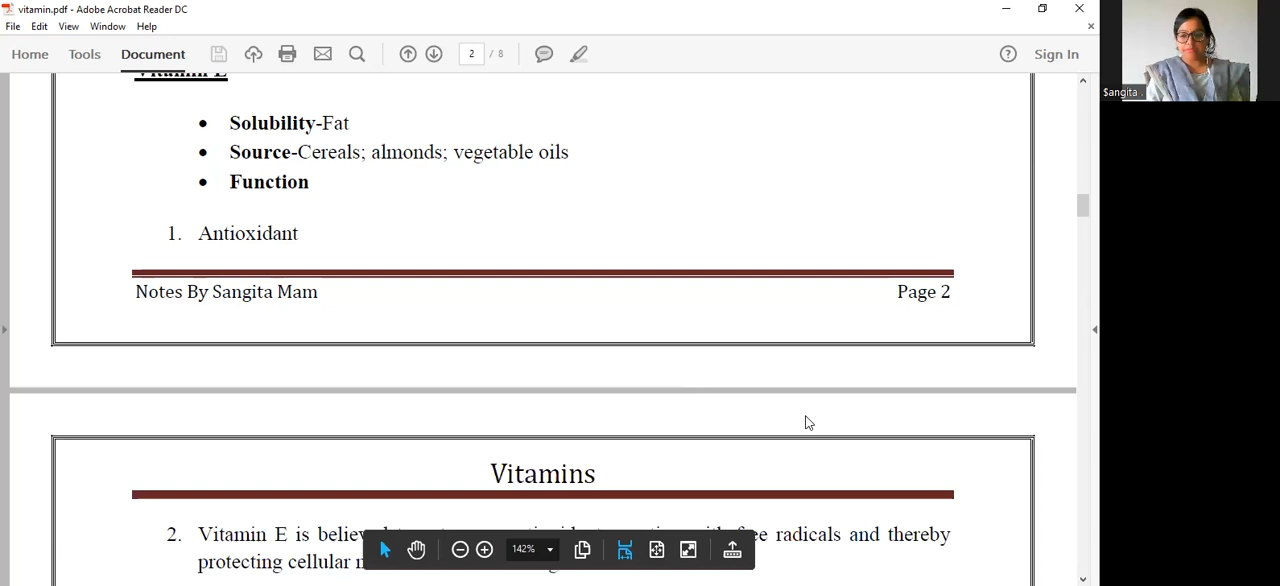 vitamin.pdf - Adobe Acrobat Reader DC
File Edit View Window Help
Home Tools Document 2 / 8 Sign In
Sangita .
Vitamin E
• Solubility-Fat
• Source-Cereals; almonds; vegetable oils
• Function
1. Antioxidant
Notes By Sangita Mam Page 2
Vitamins
2. Vitamin E is radicals and thereby
protecting cellular
142%